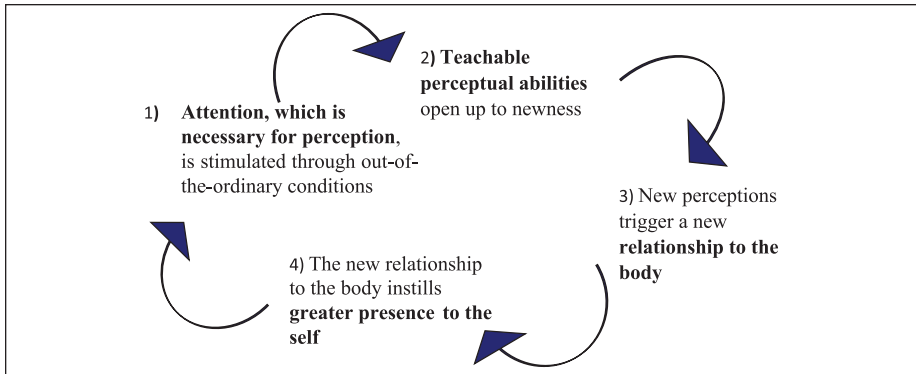 1) Attention, which is
necessary for perception,
is stimulated through out-of-
the-ordinary conditions
2) Teachable
perceptual abilities
open up to newness
3) New perceptions
trigger a new
relationship to the
body
4) The new relationship
to the body instills
greater presence to the
self